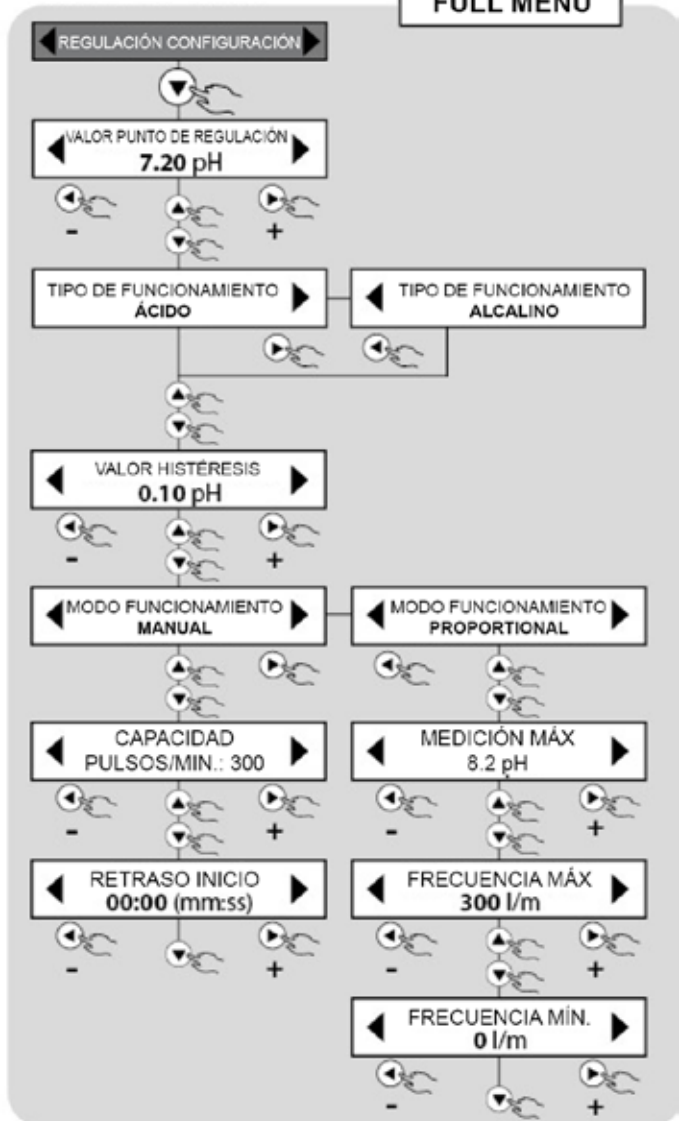 FULL MENU
REGULACIÓN CONFIGURACIÓN
VALOR PUNTO DE REGULACIÓN
7.20 pH
- +
TIPO DE FUNCIONAMIENTO
ÁCIDO
TIPO DE FUNCIONAMIENTO
ALCALINO
VALOR HISTÉRESIS
0.10 pH
- +
MODO FUNCIONAMIENTO
MANUAL
MODO FUNCIONAMIENTO
PROPORTIONAL
CAPACIDAD
PULSOS/MIN.: 300
- +
MEDICIÓN MÁX
8.2 pH
- +
RETRASO INICIO
00:00 (mm:ss)
- +
FRECUENCIA MÁX
300 l/m
- +
FRECUENCIA MÍN.
0 l/m
- +